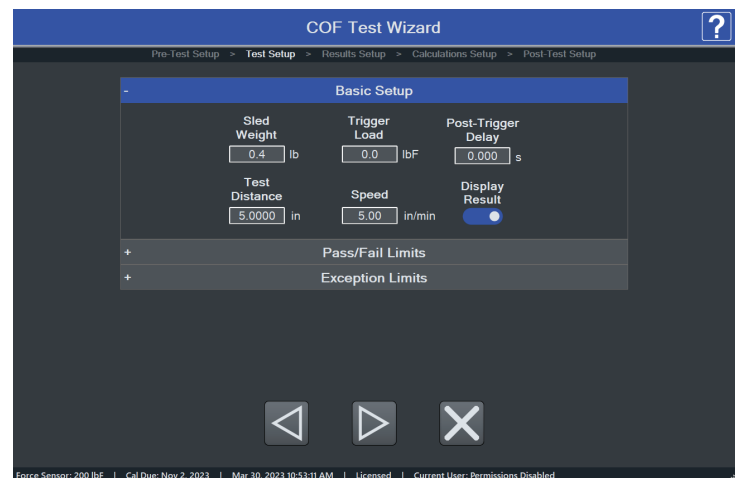 COF Test Wizard
?
Pre-Test Setup > Test Setup > Results Setup > Calculations Setup > Post-Test Setup
- Basic Setup
Sled Weight
0.4 lb
Trigger Load
0.0 lbF
Post-Trigger Delay
0.000 s
Test Distance
5.0000 in
Speed
5.00 in/min
Display Result
+ Pass/Fail Limits
+ Exception Limits
Force Sensor: 200 lbF | Cal Due: Nov 2, 2023 | Mar 30, 2023 10:53:11 AM | Licensed | Current User: Permissions Disabled